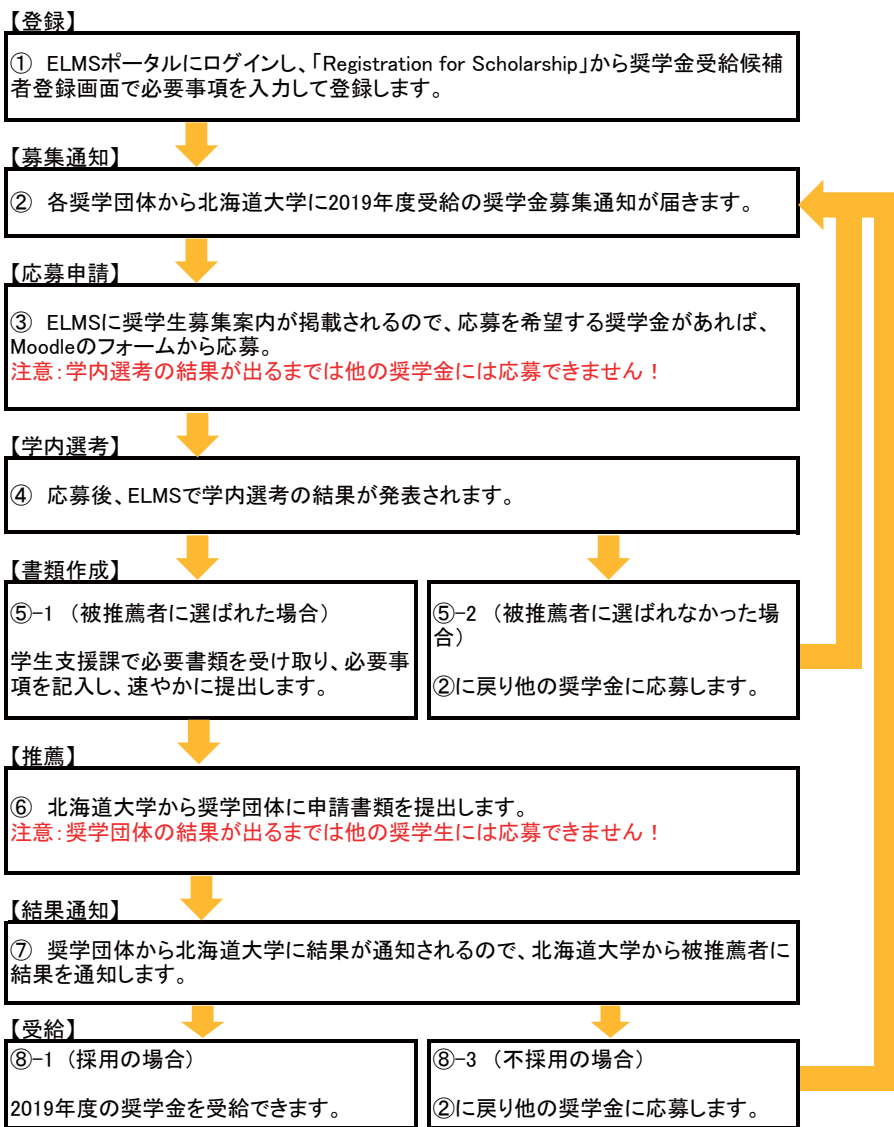 【登録】
① ELMSポータルにログインし、「Registration for Scholarship」から奨学金受給候補
者登録画面で必要事項を入力して登録します。
【募集通知】
② 各奨学団体から北海道大学に2019年度受給の奨学金募集通知が届きます。
【応募申請】
③ ELMSに奨学生募集案内が掲載されるので、応募を希望する奨学金があれば、
Moodleのフォームから応募。
注意：学内選考の結果が出るまでは他の奨学金には応募できません！
【学内選考】
④ 応募後、ELMSで学内選考の結果が発表されます。
【書類作成】
⑤-1 （被推薦者に選ばれた場合）
学生支援課で必要書類を受け取り、必要事
項を記入し、速やかに提出します。
⑤-2 （被推薦者に選ばれなかった場
合）
②に戻り他の奨学金に応募します。
【推薦】
⑥ 北海道大学から奨学団体に申請書類を提出します。
注意：奨学団体の結果が出るまでは他の奨学生には応募できません！
【結果通知】
⑦ 奨学団体から北海道大学に結果が通知されるので、北海道大学から被推薦者に
結果を通知します。
【受給】
⑧-1 （採用の場合）
2019年度の奨学金を受給できます。
⑧-3 （不採用の場合）
②に戻り他の奨学金に応募します。